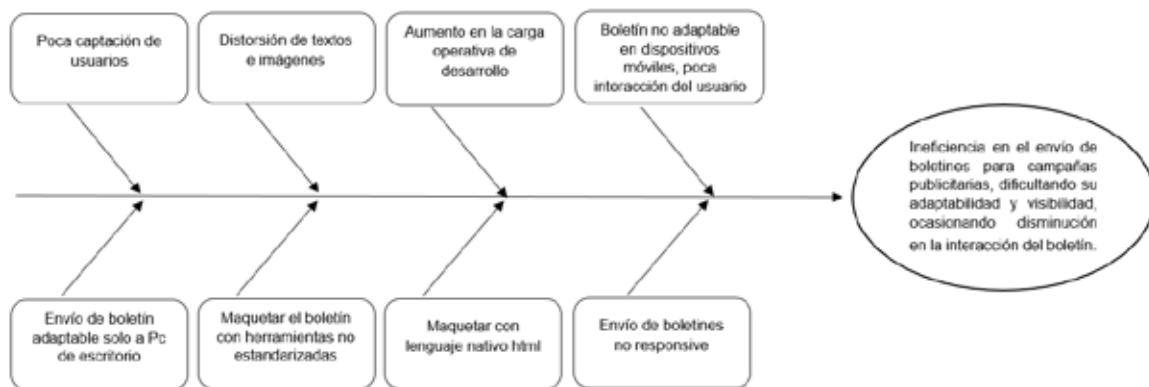 Poca captación de
usuarios
Distorsión de textos
e imágenes
Aumento en la carga
operativa de
desarrollo
Boletín no adaptable
en dispositivos
móviles, poca
interacción del usuario
Ineficiencia en el envío de
boletines para campañas
publicitarias, dificultando su
adaptabilidad y visibilidad,
ocasionando disminución
en la interacción del boletín.
Envío de boletín
adaptable solo a Pc
de escritorio
Maquetar el boletín
con herramientas no
estandarizadas
Maquetar con
lenguaje nativo html
Envío de boletines
no responsive